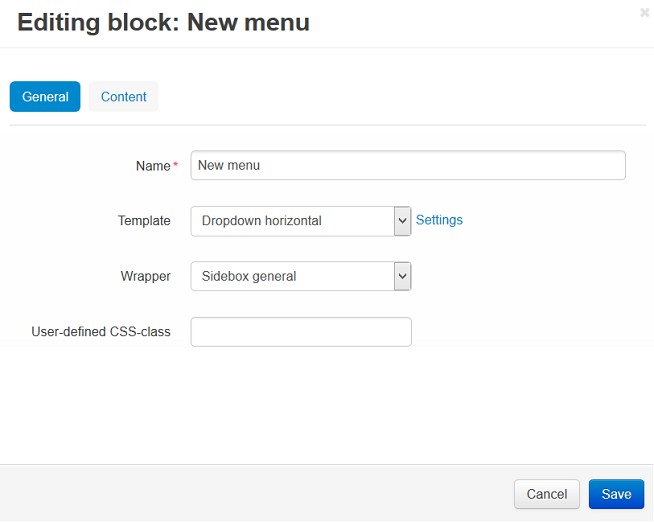 Editing block: New menu
General Content
Name*
New menu
Template
Dropdown horizontal
Settings
Wrapper
Sidebox general
User-defined CSS-class
Cancel Save